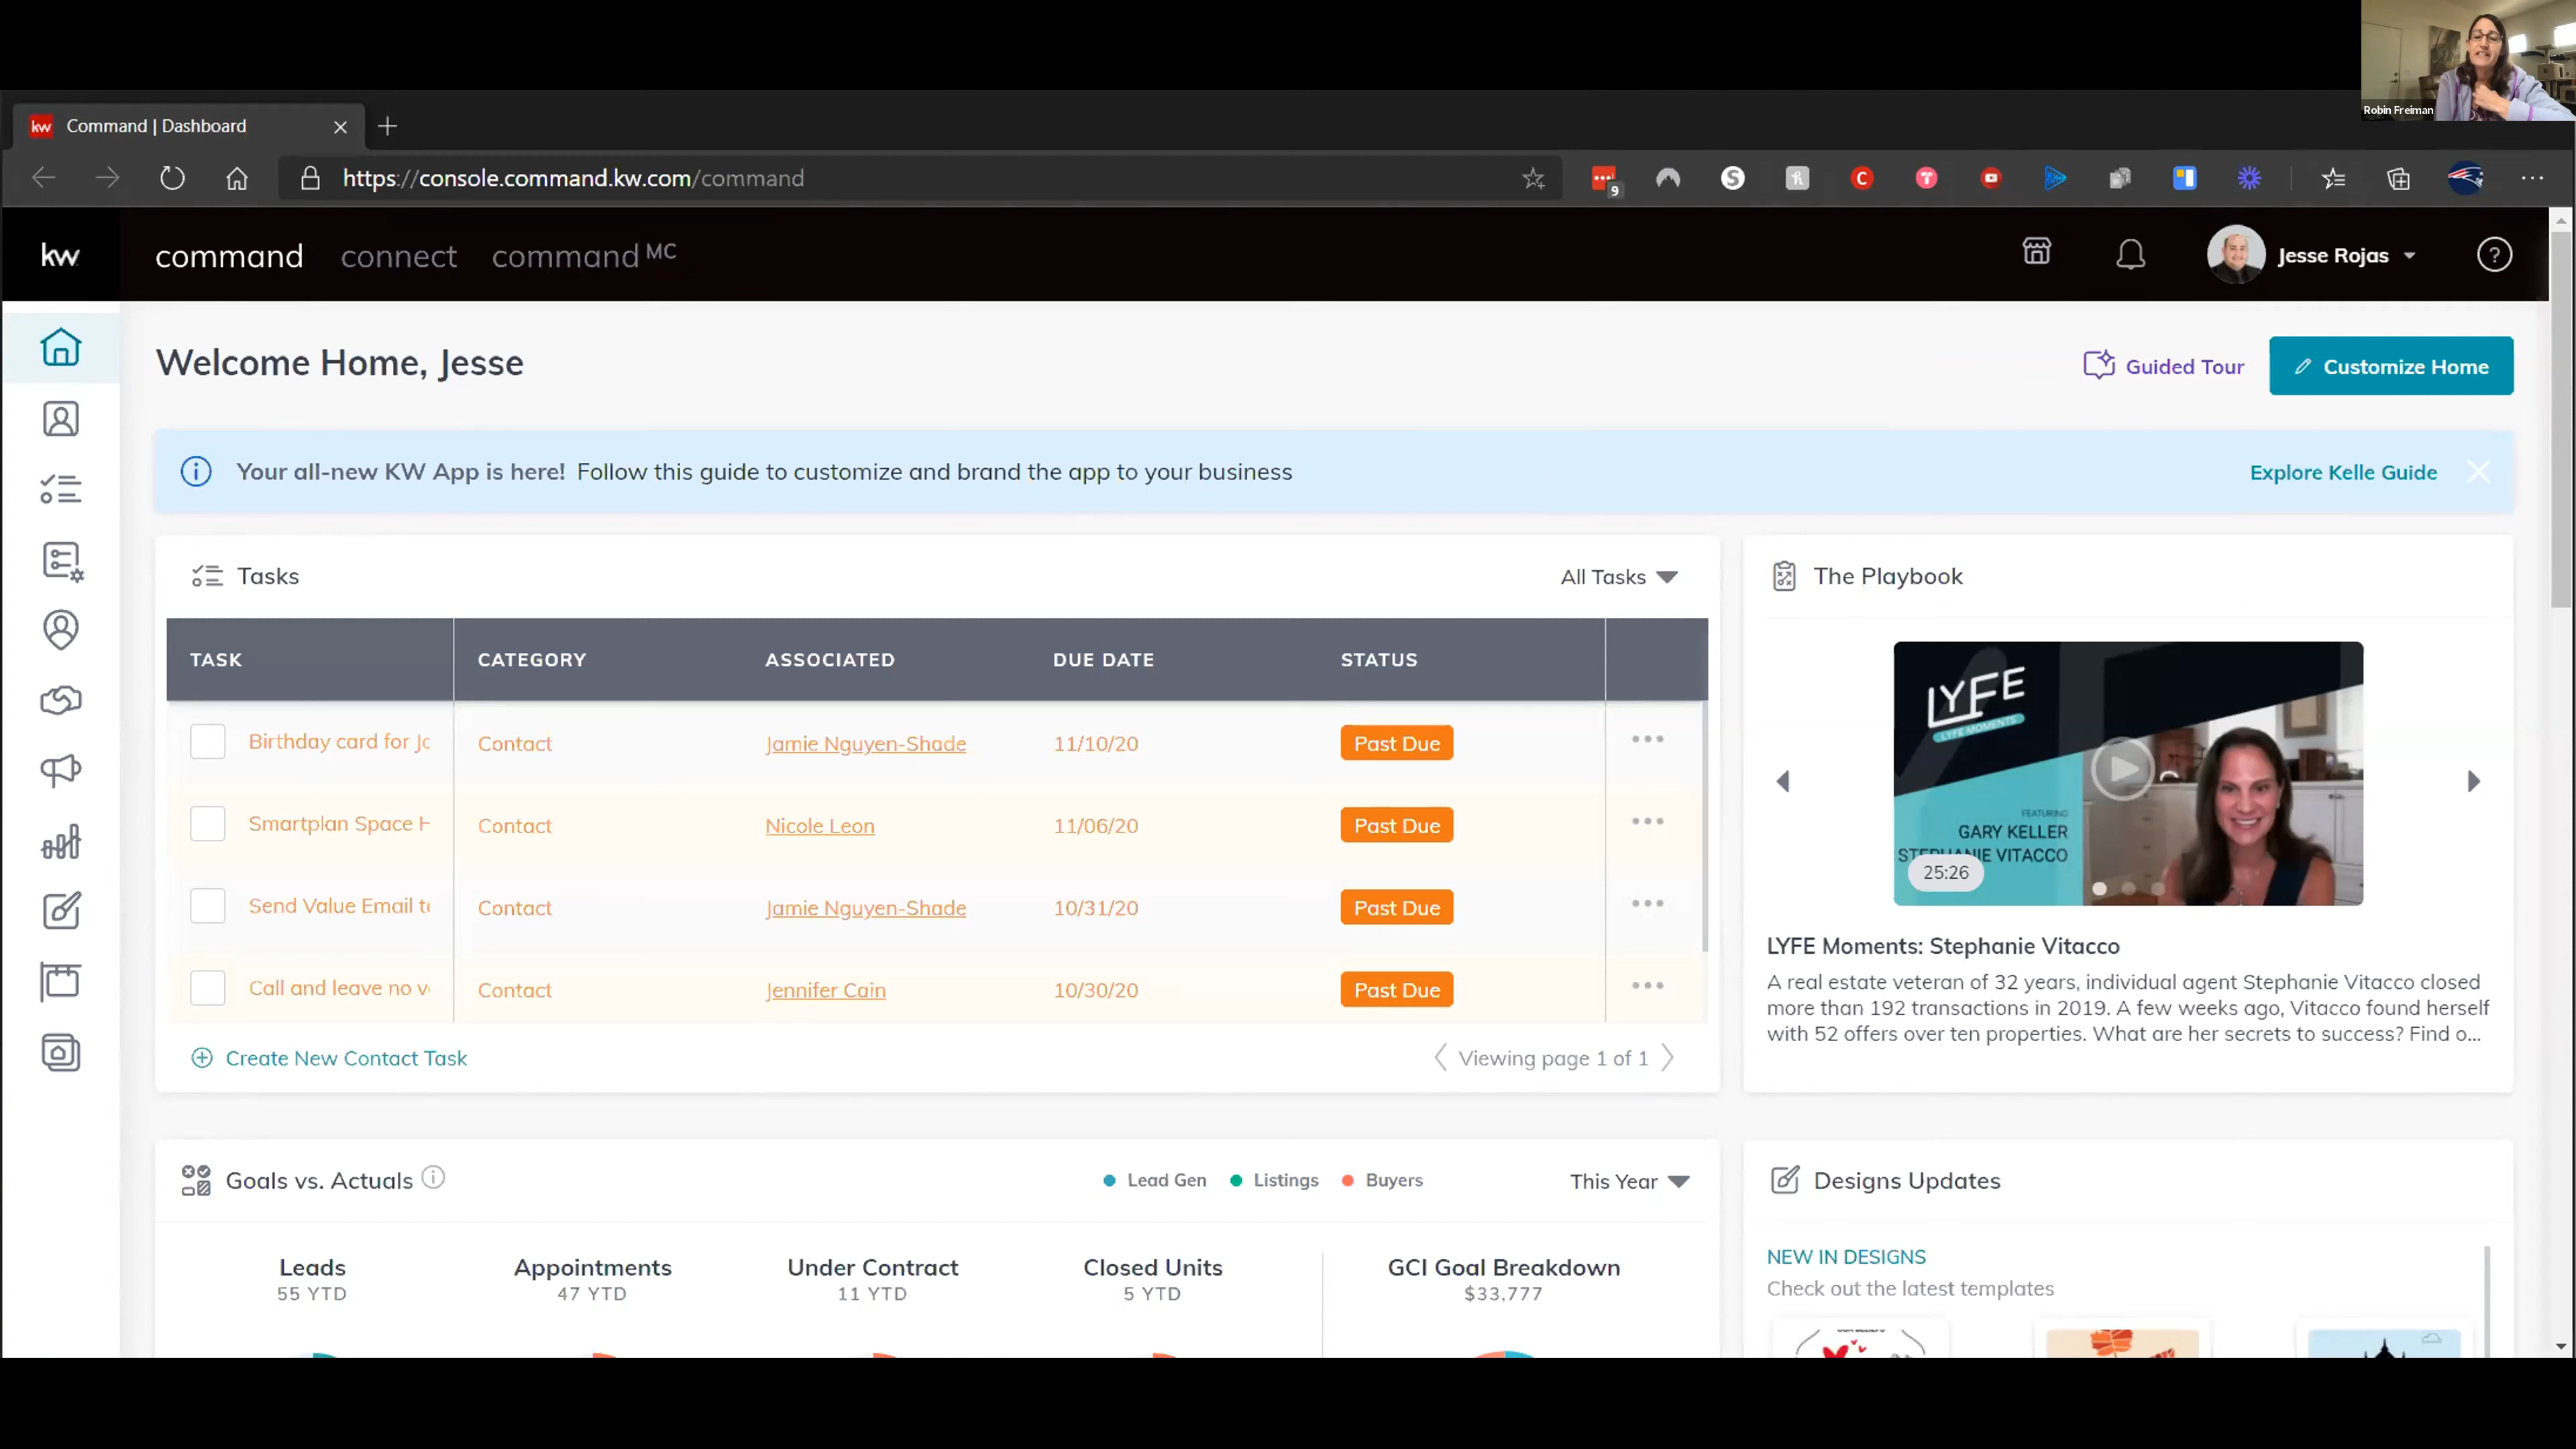 Robin Freiman
kw Command | Dashboard
https://console.command.kw.com/command
9
kw command connect command MC
Jesse Rojas
Welcome Home, Jesse
Guided Tour
Customize Home
Your all-new KW App is here! Follow this guide to customize and brand the app to your business
Explore Kelle Guide
Tasks
All Tasks
TASK CATEGORY ASSOCIATED DUE DATE STATUS
Birthday card for Contact Jamie Nguyen-Shade 11/10/20 Past Due
Smartplan Space Contact Nicole Leon 11/06/20 Past Due
Send Value Email Contact Jamie Nguyen-Shade 10/31/20 Past Due
Call and leave no Contact Jennifer Cain 10/30/20 Past Due
Create New Contact Task
Viewing page 1 of 1
The Playbook
LYFE
LYFE MOMENTS
FEATURING
GARY KELLER
STEPHANIE VITACCO
25:26
LYFE Moments: Stephanie Vitacco
A real estate veteran of 32 years, individual agent Stephanie Vitacco closed
more than 192 transactions in 2019. A few weeks ago, Vitacco found herself
with 52 offers over ten properties. What are her secrets to success? Find o...
Goals vs. Actuals
Lead Gen Listings Buyers
This Year
Leads Appointments Under Contract Closed Units GCI Goal Breakdown
55 YTD 47 YTD 11 YTD 5 YTD $33,777
Designs Updates
NEW IN DESIGNS
Check out the latest templates